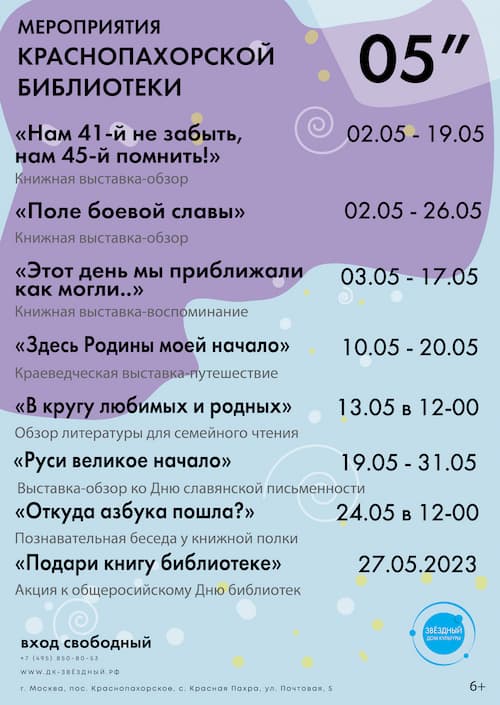 МЕРОПРИЯТИЯ
КРАСНОПАХОРСКОЙ
БИБЛИОТЕКИ
05”
«Нам 41-й не забыть,
нам 45-й помнить!»
02.05 - 19.05
Книжная выставка-обзор
«Поле боевой славы»
02.05 - 26.05
Книжная выставка-обзор
«Этот день мы приближали
как могли..»
03.05 - 17.05
Книжная выставка-воспоминание
«Здесь Родины моей начало»
10.05 - 20.05
Краеведческая выставка-путешествие
«В кругу любимых и родных»
13.05 в 12-00
Обзор литературы для семейного чтения
«Руси великое начало»
19.05 - 31.05
Выставка-обзор ко Дню славянской письменности
«Откуда азбука пошла?»
24.05 в 12-00
Познавательная беседа у книжной полки
«Подари книгу библиотеке»
27.05.2023
Акция к общеросийскому Дню библиотек
ЗВЁЗДНЫЙ
ДОМ КУЛЬТУРЫ
вход свободный
+7 (495) 850-80-53
WWW.ДК-ЗВЁЗДНЫЙ.РФ
г. Москва, пос. Краснопахорское, с. Красная Пахра, ул. Почтовая, 5
6+